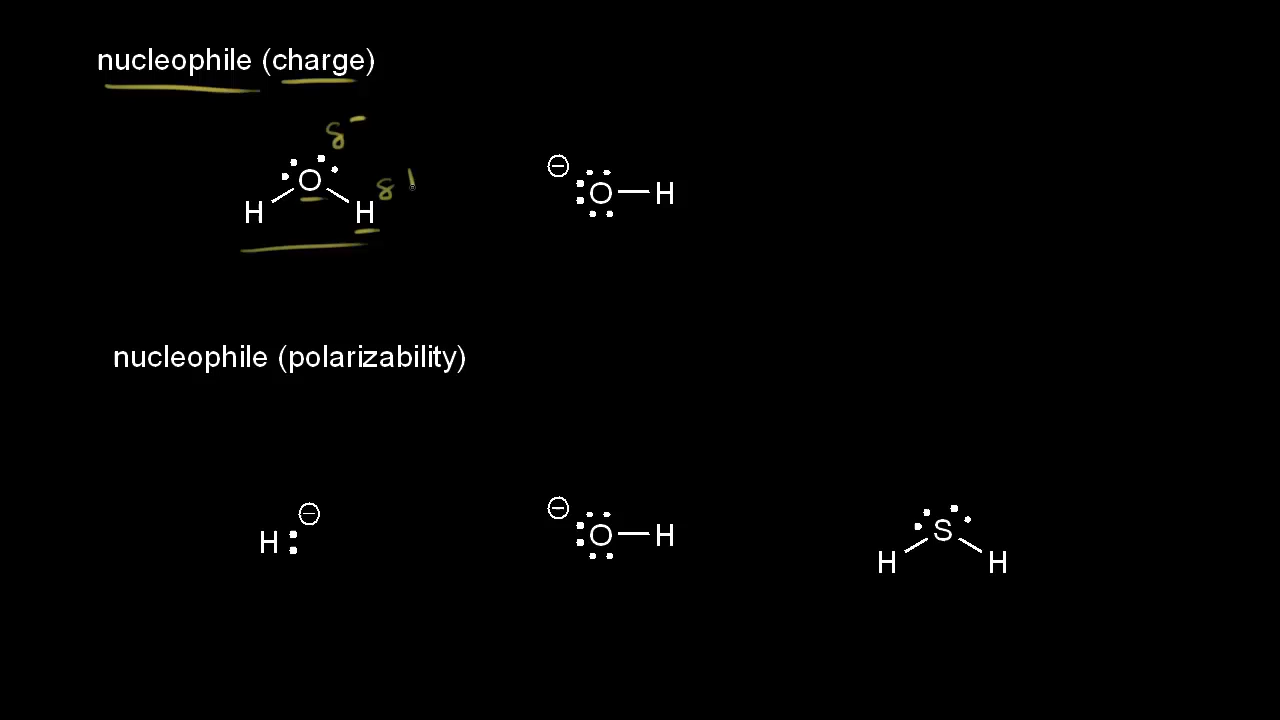 nucleophile (charge)
δ⁻
⊖
O
δ
O—H
H H
nucleophile (polarizability)
⊖ ⊖
H: O—H S
H H